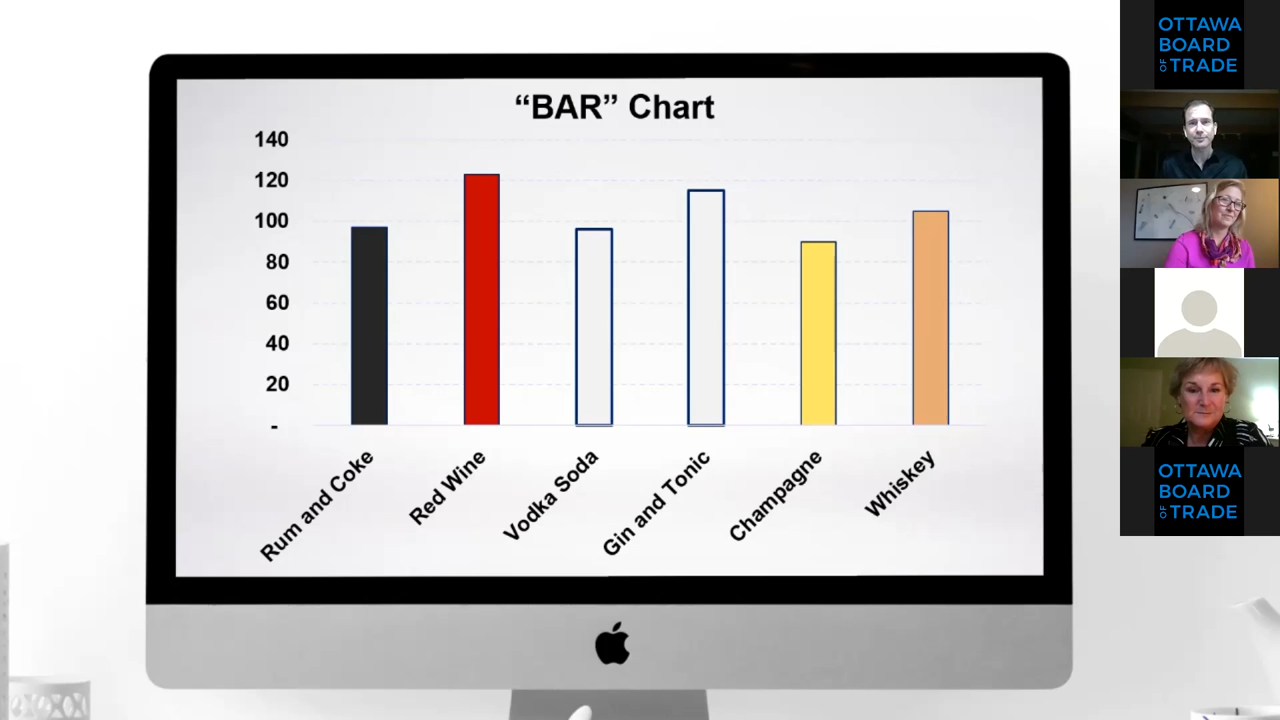 “BAR” Chart
140
120
100
80
60
40
20
-
Rum and Coke
Red Wine
Vodka Soda
Gin and Tonic
Champagne
Whiskey
OTTAWA
BOARD
OF TRADE
OTTAWA
BOARD
OF TRADE